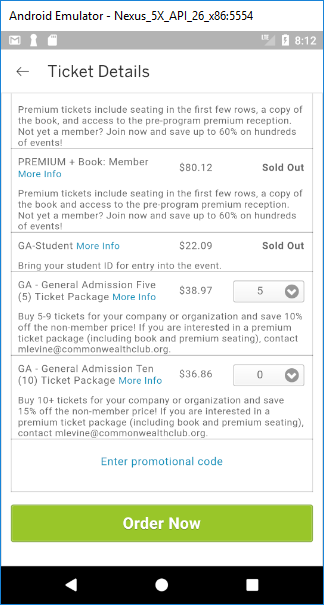 Android Emulator - Nexus_5X_API_26_x86:5554
8:12
Ticket Details
Premium tickets include seating in the first few rows, a copy of
the book, and access to the pre-program premium reception.
Not yet a member? Join now and save up to 60% on hundreds
of events!
PREMIUM + Book: Member $80.12 Sold Out
More Info
Premium tickets include seating in the first few rows, a copy of
the book and access to the pre-program premium reception.
Not yet a member? Join now and save up to 60% on hundreds
of events!
GA-Student More Info $22.09 Sold Out
Bring your student ID for entry into the event.
GA - General Admission Five $38.97 5
(5) Ticket Package More Info
Buy 5-9 tickets for your company or organization and save 10%
off the non-member price! If you are interested in a premium
ticket package (including book and premium seating), contact
mlevine@commonwealthclub.org.
GA - General Admission Ten $36.86 0
(10) Ticket Package More Info
Buy 10+ tickets for your company or organization and save
15% off the non-member price! If you are interested in a
premium ticket package (including book and premium seating),
contact mlevine@commonwealthclub.org.
Enter promotional code
Order Now